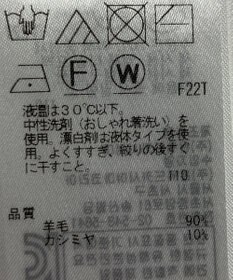 F
W
F22T
液温は30℃以下。
中性洗剤(おしゃれ着洗い)を
使用。漂白剤は液体タイプを使
用。よくすすぎ、絞りの後すぐ
に干すこと。
F10
品質
羊毛 90%
カシミヤ 10%